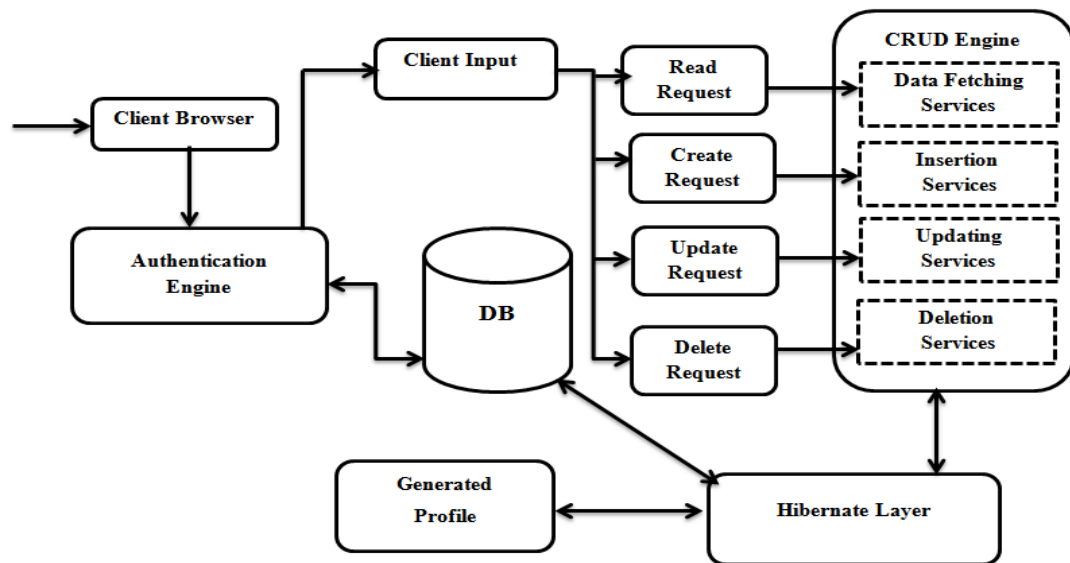 Client Browser
Authentication
Engine
Client Input
DB
Read
Request
Create
Request
Update
Request
Delete
Request
CRUD Engine
Data Fetching
Services
Insertion
Services
Updating
Services
Deletion
Services
Generated
Profile
Hibernate Layer